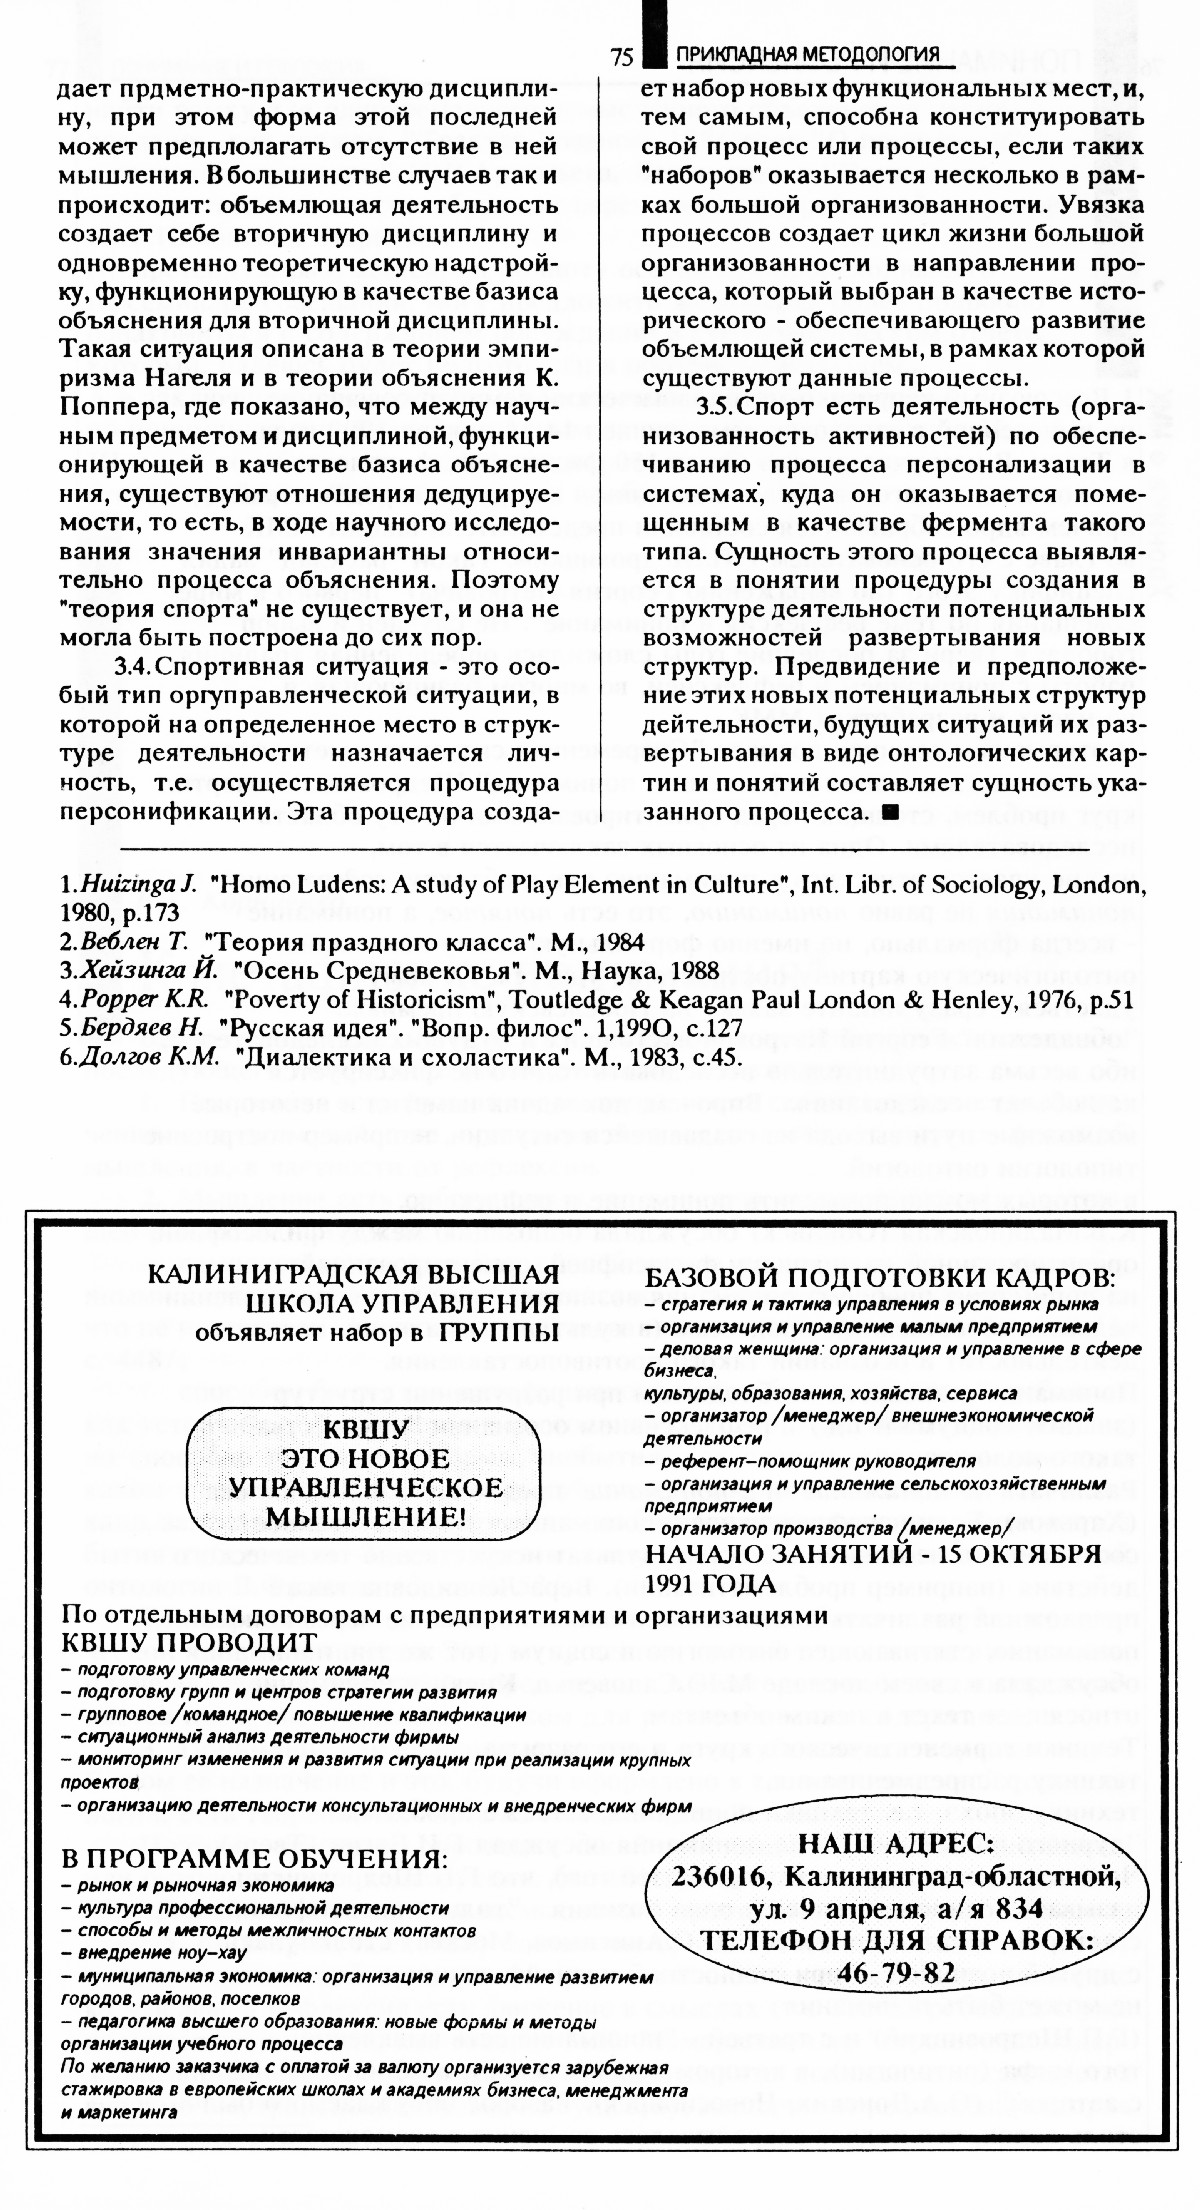 75 ПРИКЛАДНАЯ МЕТОДОЛОГИЯ
дает прдметно-практическую дисципли-
ну, при этом форма этой последней
может предплолагать отсутствие в ней
мышления. В большинстве случаев так и
происходит: объемлющая деятельность
создает себе вторичную дисциплину и
одновременно теоретическую надстрой-
ку, функционирующую в качестве базиса
объяснения для вторичной дисциплины.
Такая ситуация описана в теории эмпи-
ризма Нагеля и в теории объяснения К.
Поппера, где показано, что между науч-
ным предметом и дисциплиной, функци-
онирующей в качестве базиса объясне-
ния, существуют отношения дедуцируе-
мости, то есть, в ходе научного исследо-
вания значения инвариантны относи-
тельно процесса объяснения. Поэтому
"теория спорта" не существует, и она не
могла быть построена до сих пор.
3.4. Спортивная ситуация - это осо-
бый тип оргуправленческой ситуации, в
которой на определенное место в струк-
туре деятельности назначается лич-
ность, т.е. осуществляется процедура
персонификации. Эта процедура созда-
ет набор новых функциональных мест, и,
тем самым, способна конституировать
свой процесс или процессы, если таких
"наборов" оказывается несколько в рам-
ках большой организованности. Увязка
процессов создает цикл жизни большой
организованности в направлении про-
цесса, который выбран в качестве исто-
рического - обеспечивающего развитие
объемлющей системы, в рамках которой
существуют данные процессы.
3.5. Спорт есть деятельность (орга-
низованность активностей) по обеспе-
чиванию процесса персонализации в
системах, куда он оказывается поме-
щенным в качестве фермента такого
типа. Сущность этого процесса выявля-
ется в понятии процедуры создания в
структуре деятельности потенциальных
возможностей развертывания новых
структур. Предвидение и предположе-
ние этих новых потенциальных структур
дейтельности, будущих ситуаций их раз-
вертывания в виде онтологических кар-
тин и понятий составляет сущность ука-
занного процесса. ■
1.Huizinga J. "Homo Ludens: A study of Play Element in Culture", Int. Libr. of Sociology, London,
1980, p.173
2.Веблен Т. "Теория праздного класса". М., 1984
3.Хейзинга Й. "Осень Средневековья". М., Наука, 1988
4.Popper K.R. "Poverty of Historicism", Toutledge & Keagan Paul London & Henley, 1976, p.51
5.Бердяев Н. "Русская идея". "Вопр. филос". 1,199О, с.127
6.Долгов К.М. "Диалектика и схоластика". М., 1983, с.45.
КАЛИНИГРАДСКАЯ ВЫСШАЯ
ШКОЛА УПРАВЛЕНИЯ
объявляет набор в ГРУППЫ
КВШУ
ЭТО НОВОЕ
УПРАВЛЕНЧЕСКОЕ
МЫШЛЕНИЕ!
БАЗОВОЙ ПОДГОТОВКИ КАДРОВ:
– стратегия и тактика управления в условиях рынка
– организация и управление малым предприятием
– деловая женщина: организация и управление в сфере
бизнеса,
культуры, образования, хозяйства, сервиса
– организатор /менеджер/ внешнеэкономической
деятельности
– референт–помощник руководителя
– организация и управление сельскохозяйственным
предприятием
– организатор производства /менеджер/
НАЧАЛО ЗАНЯТИЙ - 15 ОКТЯБРЯ
1991 ГОДА
По отдельным договорам с предприятиями и организациями
КВШУ ПРОВОДИТ
– подготовку управленческих команд
– подготовку групп и центров стратегии развития
– групповое /командное/ повышение квалификации
– ситуационный анализ деятельности фирмы
– мониторинг изменения и развития ситуации при реализации крупных
проектов
– организацию деятельности консультационных и внедренческих фирм
В ПРОГРАММЕ ОБУЧЕНИЯ:
– рынок и рыночная экономика
– культура профессиональной деятельности
– способы и методы межличностных контактов
– внедрение ноу–хау
– муниципальная экономика: организация и управление развитием
городов, районов, поселков
– педагогика высшего образования: новые формы и методы
организации учебного процесса
По желанию заказчика с оплатой за валюту организуется зарубежная
стажировка в европейских школах и академиях бизнеса, менеджмента
и маркетинга
НАШ АДРЕС:
236016, Калининград-областной,
ул. 9 апреля, а/я 834
ТЕЛЕФОН ДЛЯ СПРАВОК:
46-79-82